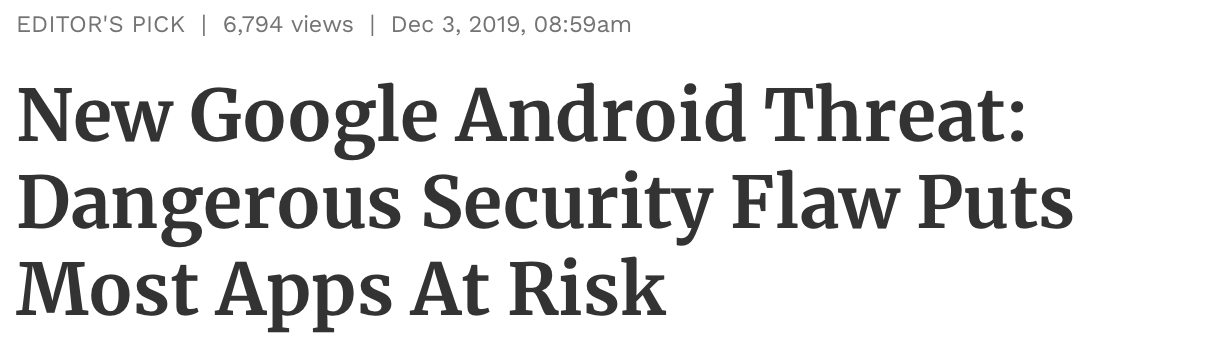 EDITOR'S PICK | 6,794 views | Dec 3, 2019, 08:59am
New Google Android Threat:
Dangerous Security Flaw Puts
Most Apps At Risk